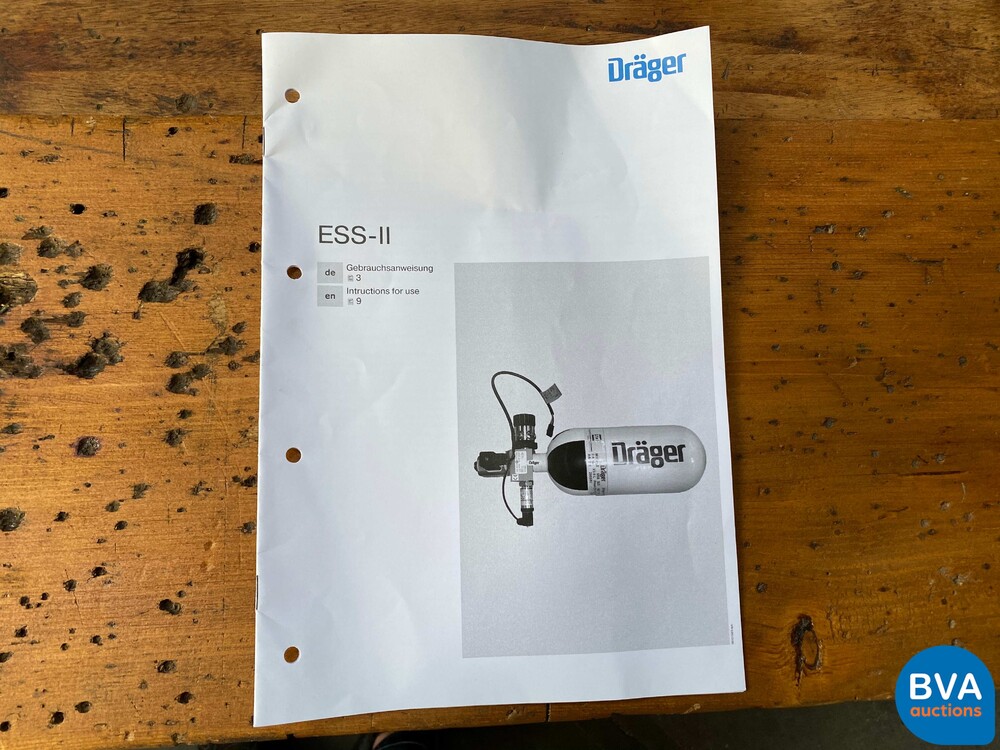 Dräger
ESS-II
de Gebrauchsanweisung
3
en Intructions for use
9
Dräger
BVA
auctions